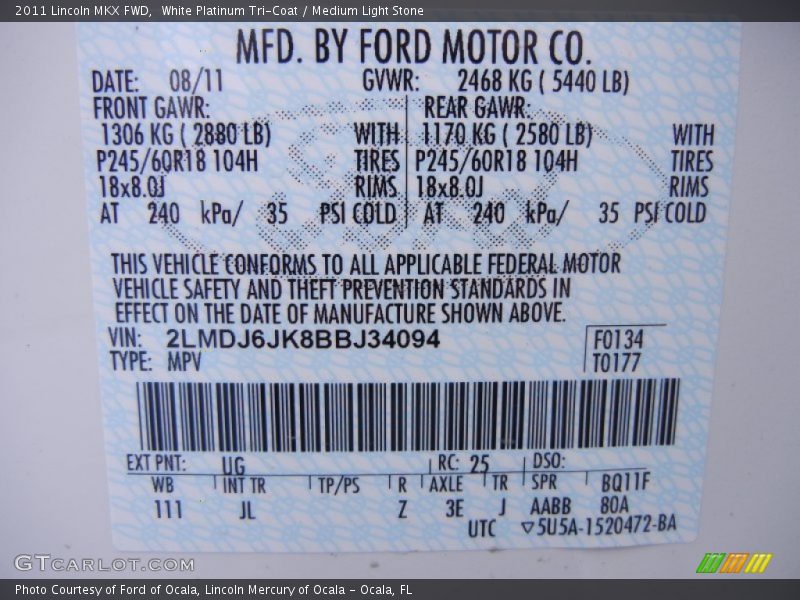 2011 Lincoln MKX FWD, White Platinum Tri-Coat / Medium Light Stone
MFD. BY FORD MOTOR CO.
DATE: 08/11 GVWR: 2468 KG ( 5440 LB)
FRONT GAWR: REAR GAWR:
1306 KG ( 2880 LB) WITH 1170 KG ( 2580 LB) WITH
P245/60R18 104H TIRES P245/60R18 104H TIRES
18x8.0J RIMS 18x8.0J RIMS
AT 240 kPa/ 35 PSI COLD AT 240 kPa/ 35 PSI COLD
THIS VEHICLE CONFORMS TO ALL APPLICABLE FEDERAL MOTOR
VEHICLE SAFETY AND THEFT PREVENTION STANDARDS IN
EFFECT ON THE DATE OF MANUFACTURE SHOWN ABOVE.
VIN: 2LMDJ6JK8BBJ34094 F0134
TYPE: MPV T0177
EXT PNT: UG RC: 25 DSO:
WB INT TR TP/PS R AXLE TR SPR BQ11F
111 JL Z 3E J AABB 80A
UTC ▽5U5A-1520472-BA
GTCARLOT.COM
Photo Courtesy of Ford of Ocala, Lincoln Mercury of Ocala - Ocala, FL